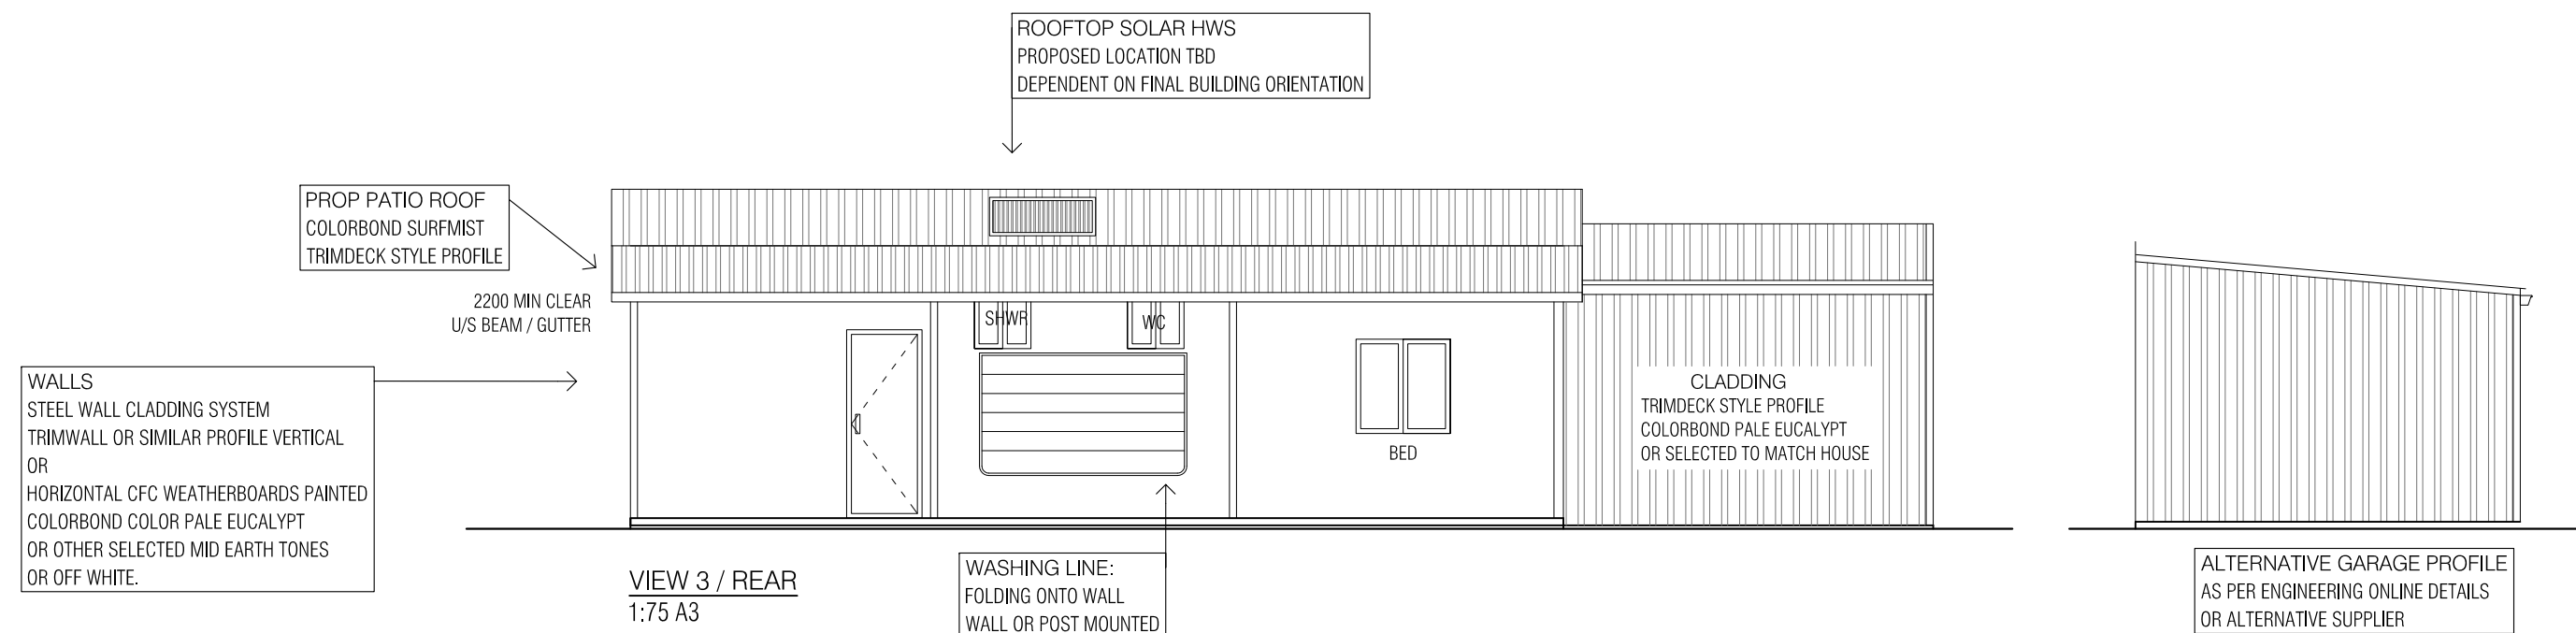 ROOFTOP SOLAR HWS
PROPOSED LOCATION TBD
DEPENDENT ON FINAL BUILDING ORIENTATION
PROP PATIO ROOF
COLORBOND SURFMIST
TRIMDECK STYLE PROFILE
2200 MIN CLEAR
U/S BEAM / GUTTER
WALLS
STEEL WALL CLADDING SYSTEM
TRIMWALL OR SIMILAR PROFILE VERTICAL
OR
HORIZONTAL CFC WEATHERBOARDS PAINTED
COLORBOND COLOR PALE EUCALYPT
OR OTHER SELECTED MID EARTH TONES
OR OFF WHITE.
SHWR
WC
BED
CLADDING
TRIMDECK STYLE PROFILE
COLORBOND PALE EUCALYPT
OR SELECTED TO MATCH HOUSE
VIEW 3 / REAR
1:75 A3
WASHING LINE:
FOLDING ONTO WALL
WALL OR POST MOUNTED
ALTERNATIVE GARAGE PROFILE
AS PER ENGINEERING ONLINE DETAILS
OR ALTERNATIVE SUPPLIER